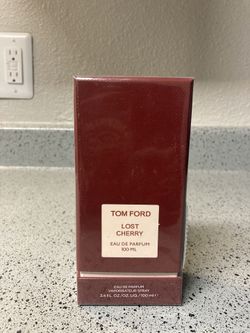 TOM FORD
LOST
CHERRY
EAU DE PARFUM
100 ML
EAU DE PARFUM
VAPORISATEUR SPRAY
3.4 FL. OZ./OZ. LIQ./100 ml ℮